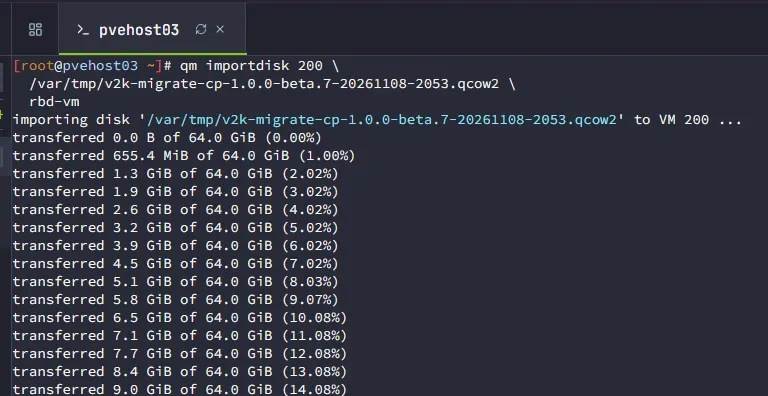 pvehost03
[root@pvehost03 ~]# qm importdisk 200 \
/var/tmp/v2k-migrate-cp-1.0.0-beta.7-20261108-2053.qcow2 \
rbd-vm
importing disk '/var/tmp/v2k-migrate-cp-1.0.0-beta.7-20261108-2053.qcow2' to VM 200 ...
transferred 0.0 B of 64.0 GiB (0.00%)
transferred 655.4 MiB of 64.0 GiB (1.00%)
transferred 1.3 GiB of 64.0 GiB (2.02%)
transferred 1.9 GiB of 64.0 GiB (3.02%)
transferred 2.6 GiB of 64.0 GiB (4.02%)
transferred 3.2 GiB of 64.0 GiB (5.02%)
transferred 3.9 GiB of 64.0 GiB (6.02%)
transferred 4.5 GiB of 64.0 GiB (7.02%)
transferred 5.1 GiB of 64.0 GiB (8.03%)
transferred 5.8 GiB of 64.0 GiB (9.07%)
transferred 6.5 GiB of 64.0 GiB (10.08%)
transferred 7.1 GiB of 64.0 GiB (11.08%)
transferred 7.7 GiB of 64.0 GiB (12.08%)
transferred 8.4 GiB of 64.0 GiB (13.08%)
transferred 9.0 GiB of 64.0 GiB (14.08%)